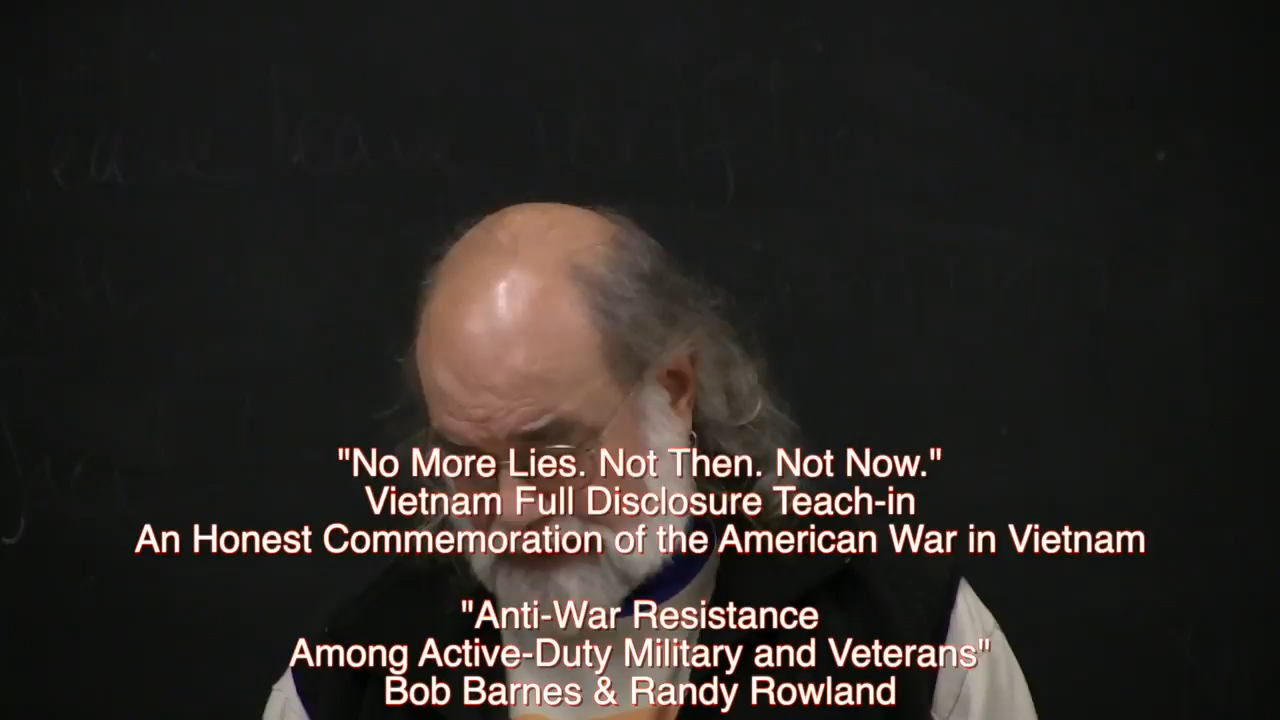 "No More Lies. Not Then. Not Now."
Vietnam Full Disclosure Teach-in
An Honest Commemoration of the American War in Vietnam
"Anti-War Resistance
Among Active-Duty Military and Veterans"
Bob Barnes & Randy Rowland